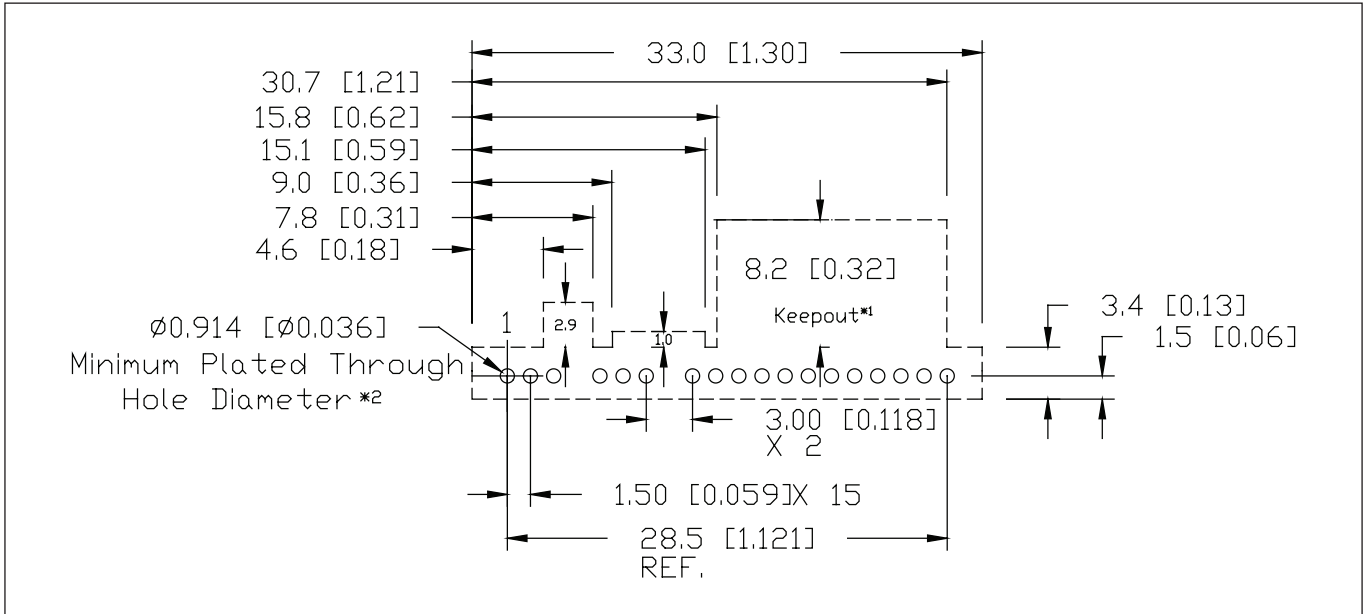 33.0 [1.30]
30.7 [1.21]
15.8 [0.62]
15.1 [0.59]
9.0 [0.36]
7.8 [0.31]
4.6 [0.18]
8.2 [0.32]
Keepout*1
3.4 [0.13]
1.5 [0.06]
2.9
1.0
1
Ø0.914 [Ø0.036]
Minimum Plated Through
Hole Diameter *2
3.00 [0.118]
X 2
1.50 [0.059]X 15
28.5 [1.121]
REF.